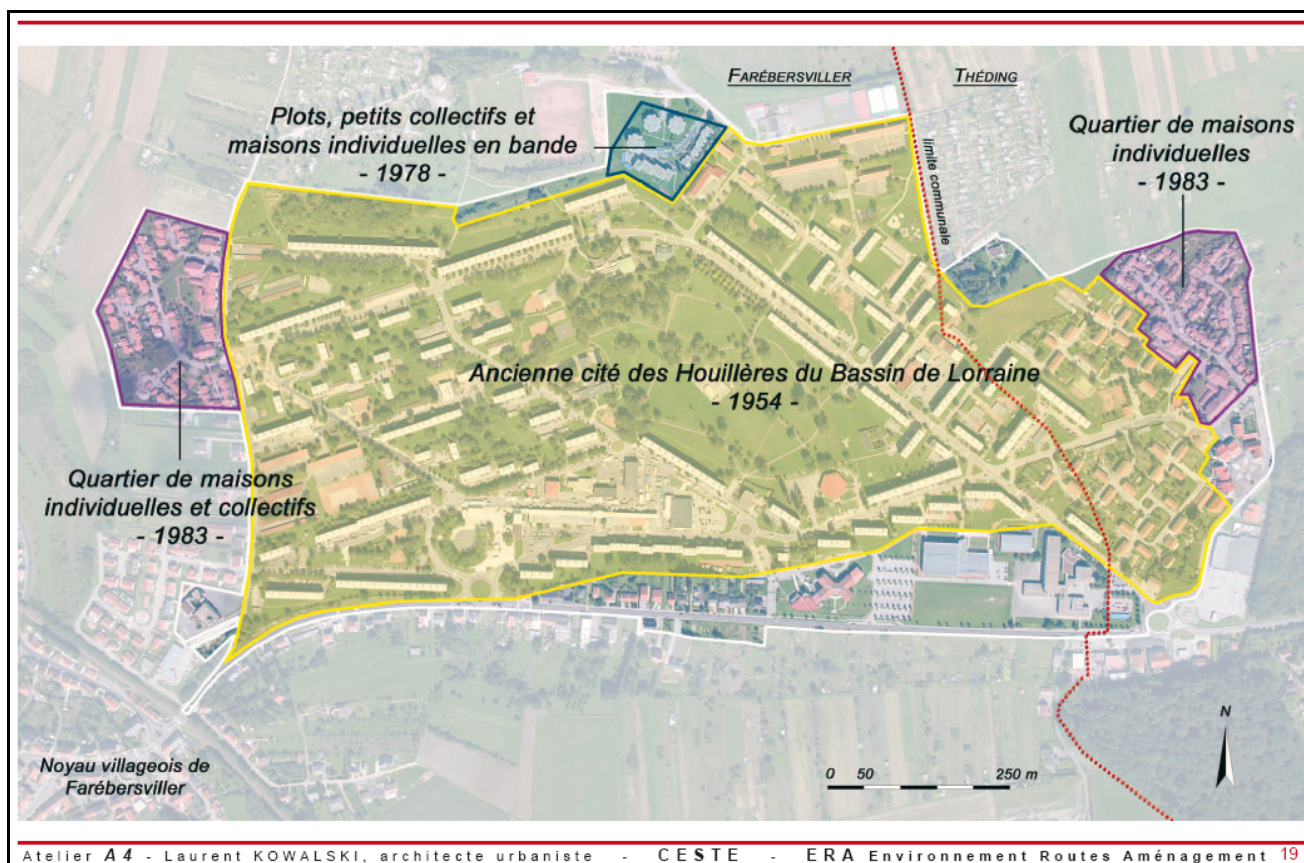 FARÉBERSVILLER
THÉDING
Plots, petits collectifs et
maisons individuelles en bande
- 1978 -
Quartier de maisons
individuelles
- 1983 -
limite communale
Ancienne cité des Houillères du Bassin de Lorraine
- 1954 -
Quartier de maisons
individuelles et collectifs
- 1983 -
Noyau villageois de
Farébersviller
0 50 250 m
N
Atelier A4 - Laurent KOWALSKI, architecte urbaniste - CESTE - ERA Environnement Routes Aménagement 19